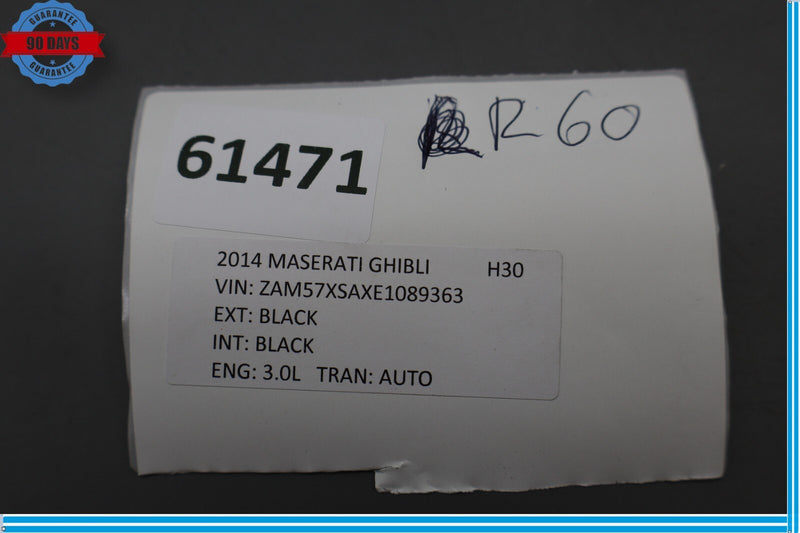 GUARANTEE
90 DAYS
GUARANTEE
R 60
61471
2014 MASERATI GHIBLI H30
VIN: ZAM57XSAXE1089363
EXT: BLACK
INT: BLACK
ENG: 3.0L TRAN: AUTO